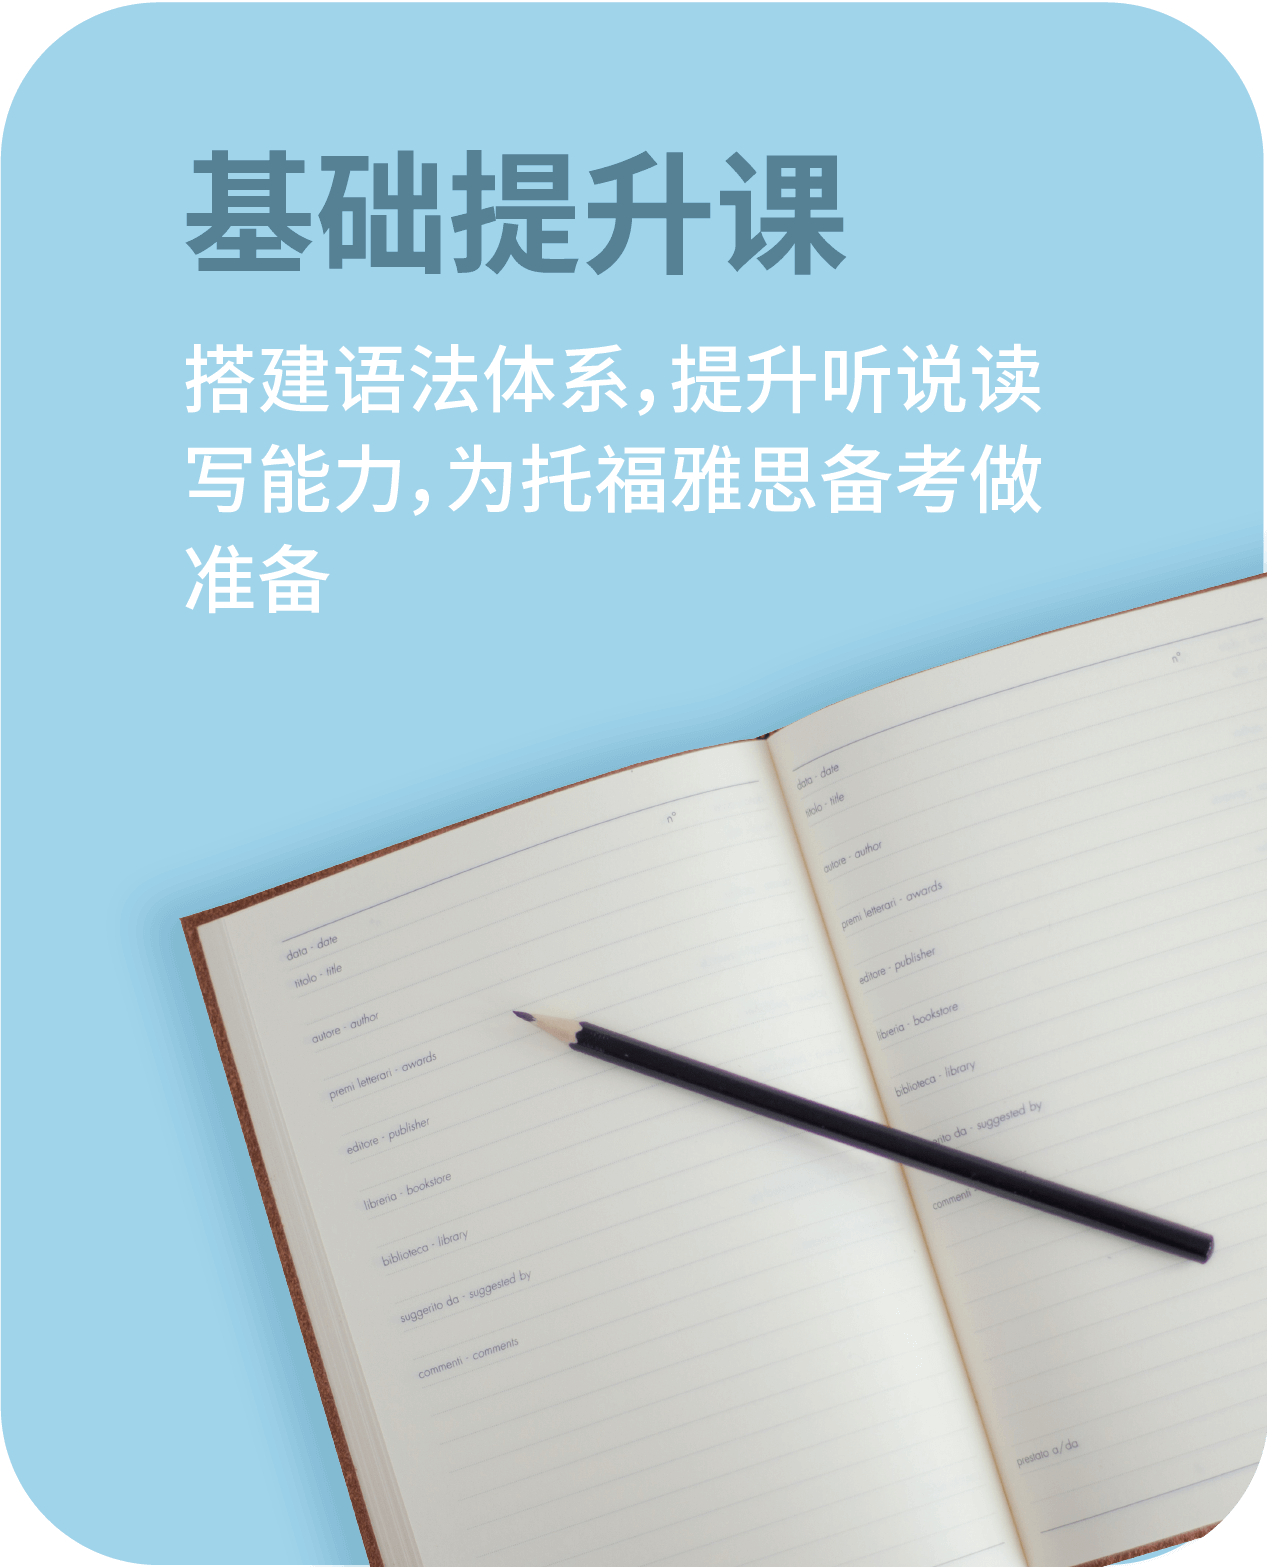 基础提升课
搭建语法体系，提升听说读
写能力，为托福雅思备考做
准备
n°
data · date
titolo · title
autore · author
premi letterari · awards
editore · publisher
libreria · bookstore
biblioteca · library
suggerito da · suggested by
commenti · comments
n°
data · date
titolo · title
autore · author
premi letterari · awards
editore · publisher
libreria · bookstore
biblioteca · library
da · suggested by
commenti
prestato a/da